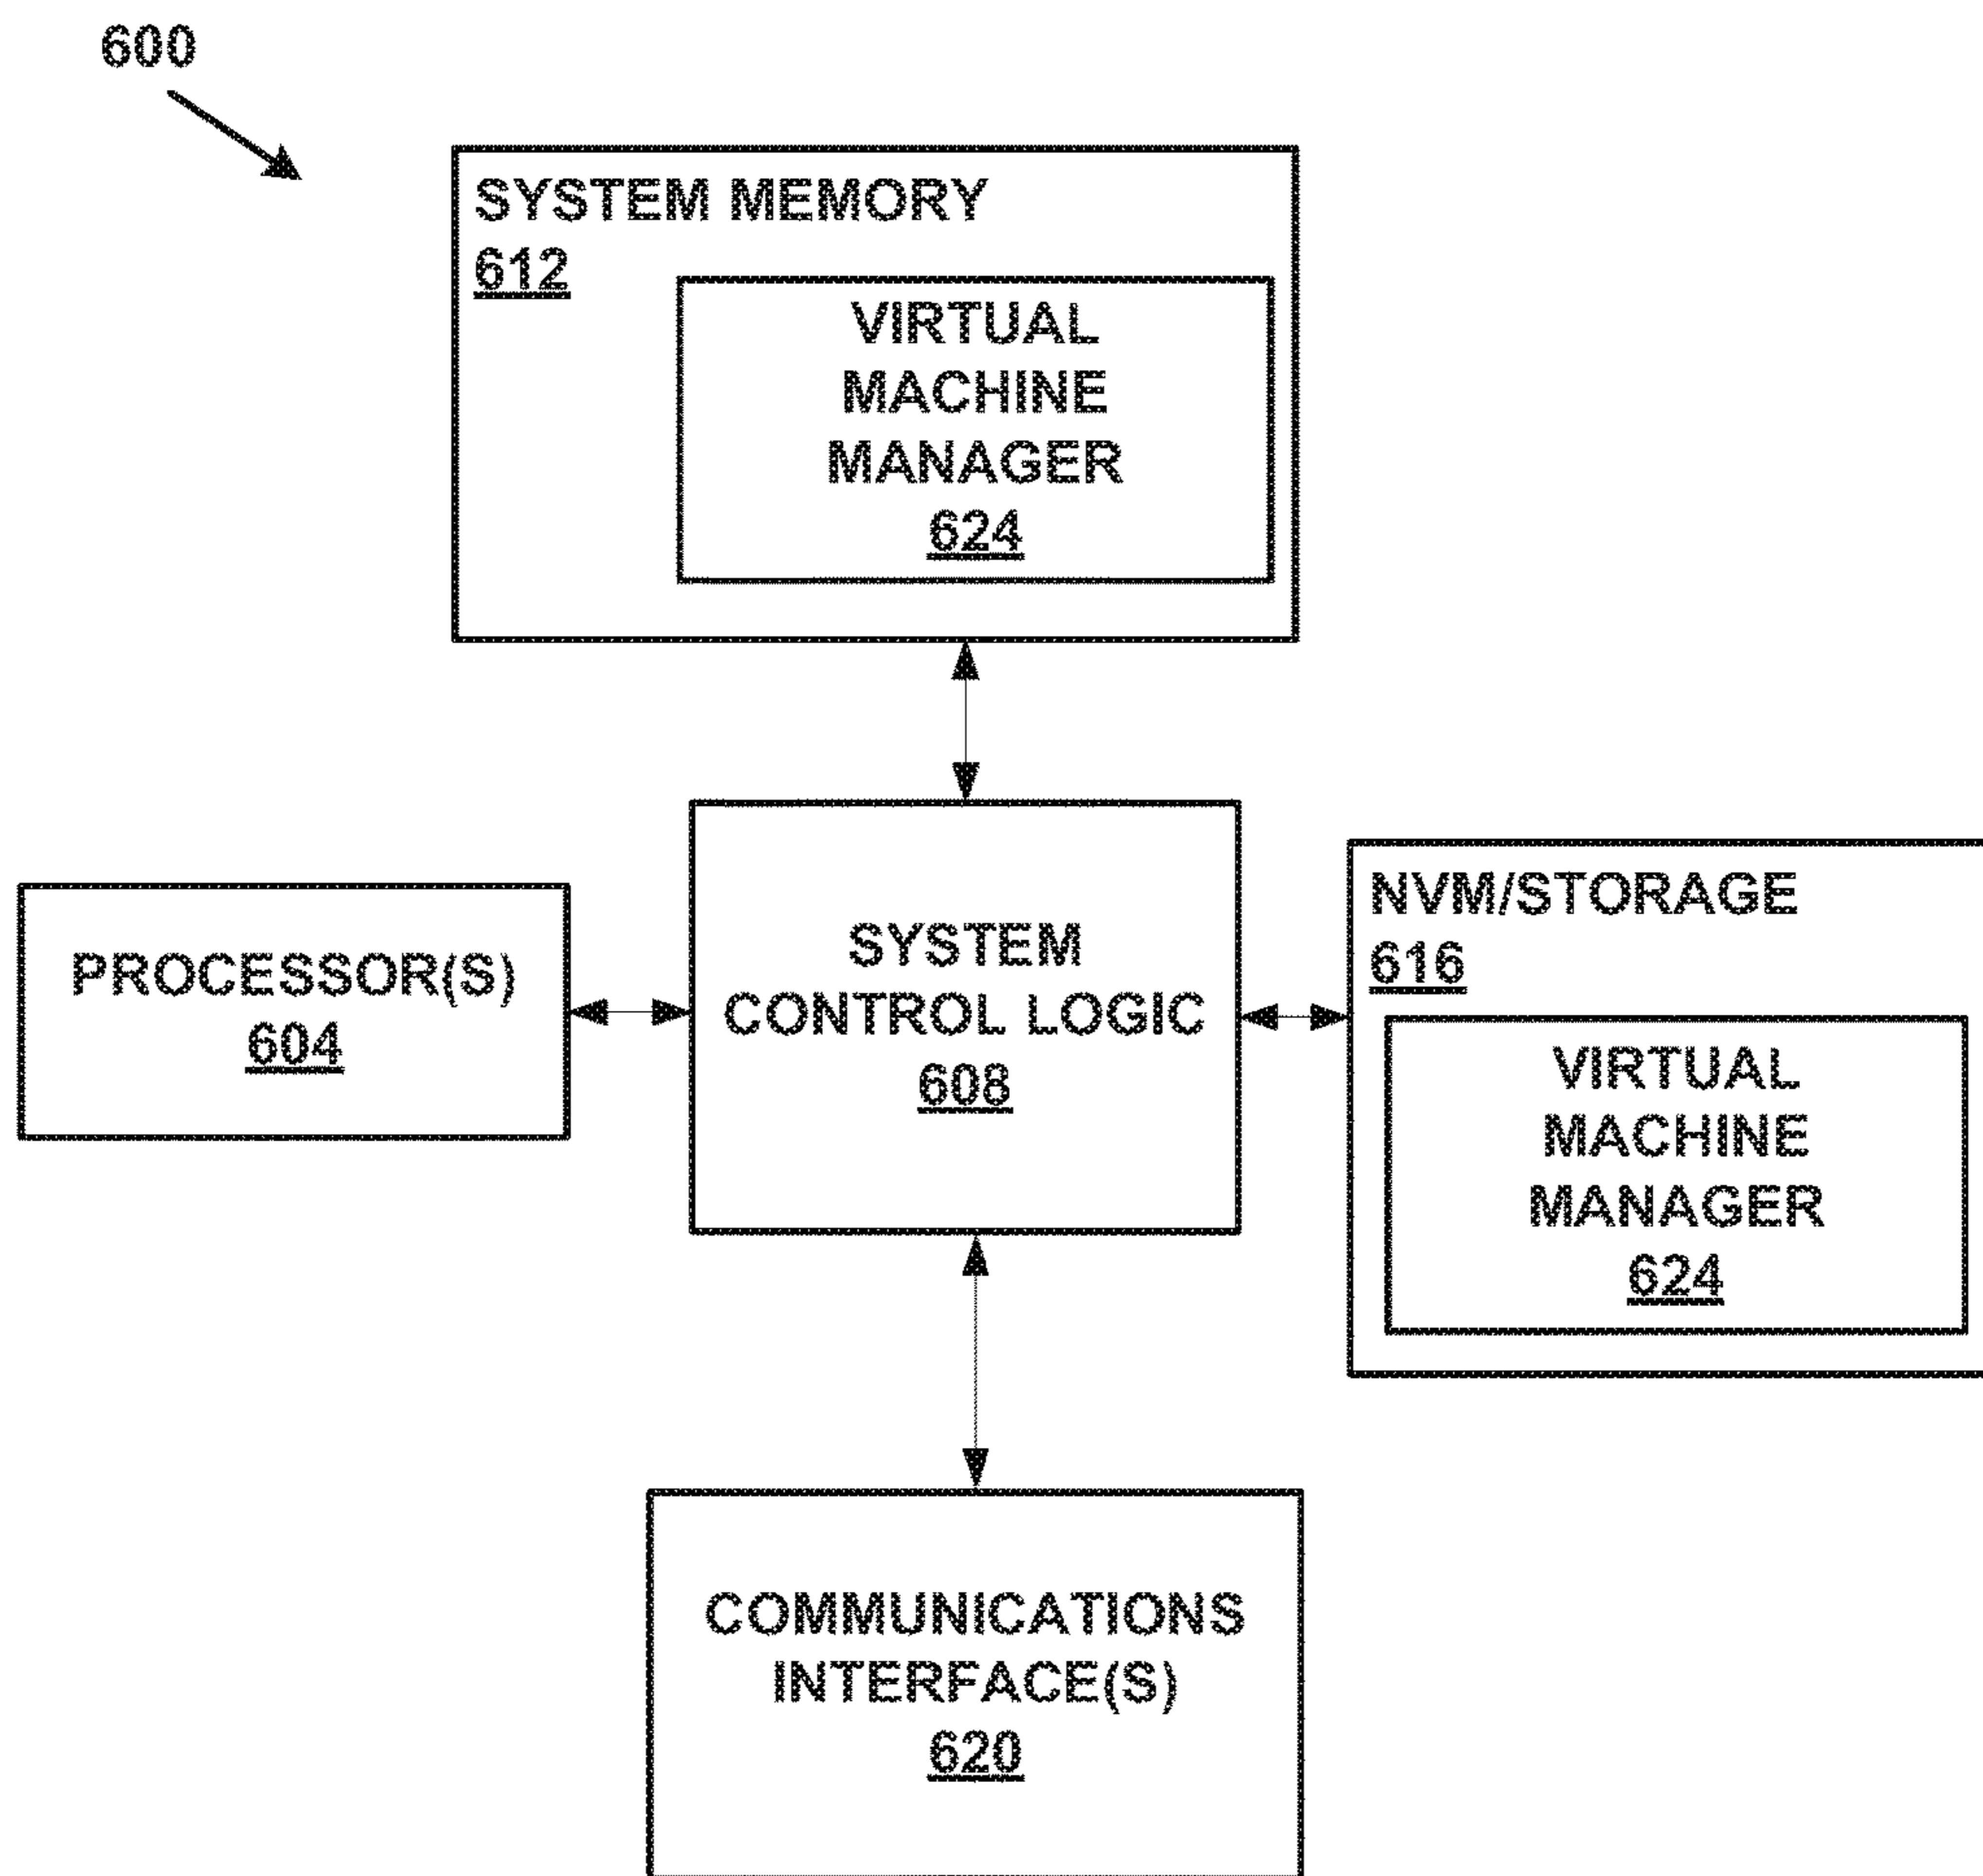 600
SYSTEM MEMORY
612
VIRTUAL
MACHINE
MANAGER
624
PROCESSOR(S)
604
SYSTEM
CONTROL LOGIC
608
NVM/STORAGE
616
VIRTUAL
MACHINE
MANAGER
624
COMMUNICATIONS
INTERFACE(S)
620